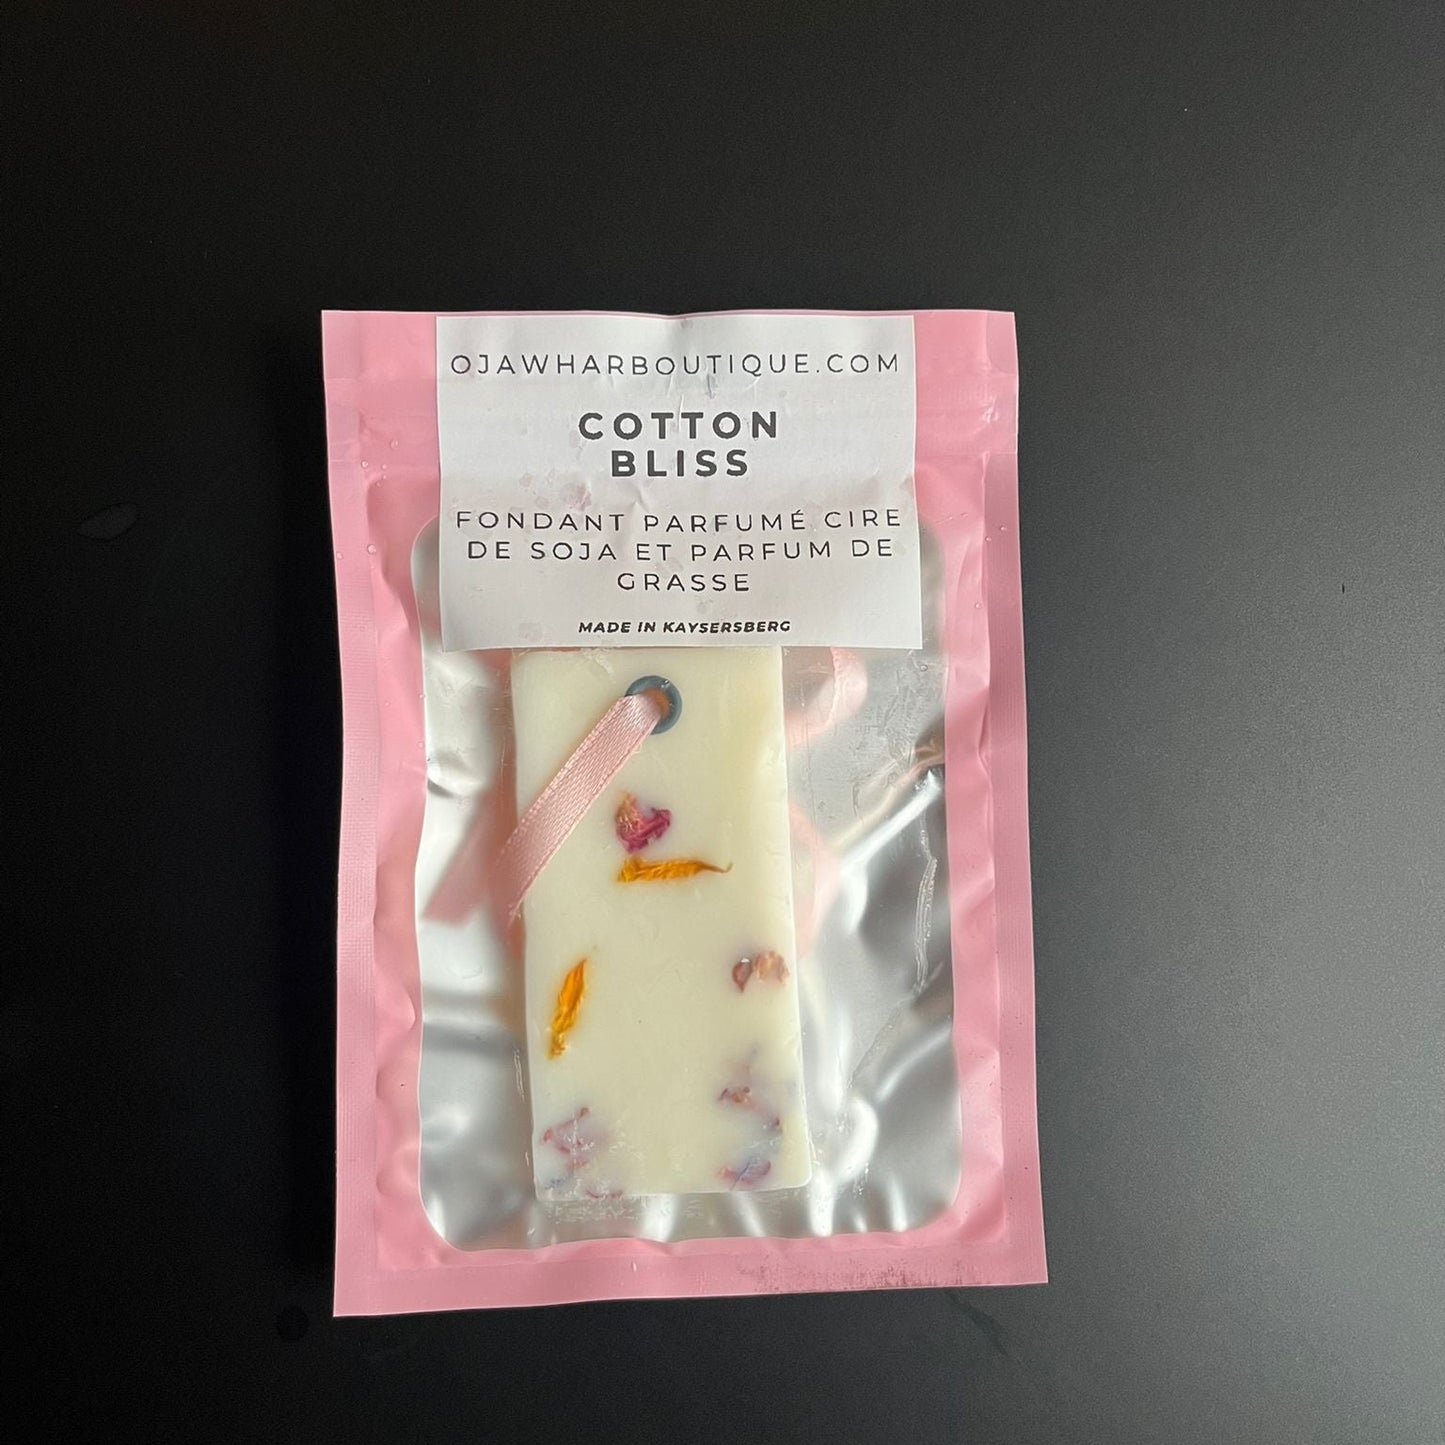 OJAWHARBOUTIQUE.COM
COTTON
BLISS
FONDANT PARFUMÉ CIRE
DE SOJA ET PARFUM DE
GRASSE
MADE IN KAYSERSBERG